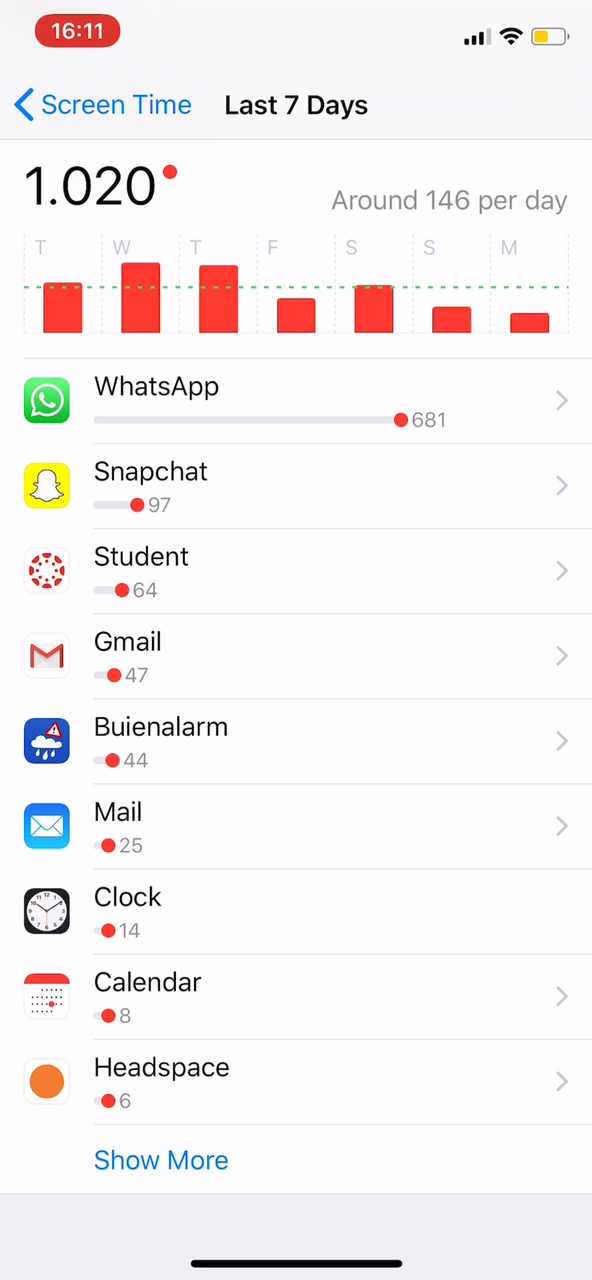 16:11
Screen Time Last 7 Days
1.020
Around 146 per day
T W T F S S M
WhatsApp
681
Snapchat
97
Student
64
Gmail
47
Buienalarm
44
Mail
25
Clock
14
Calendar
8
Headspace
6
Show More